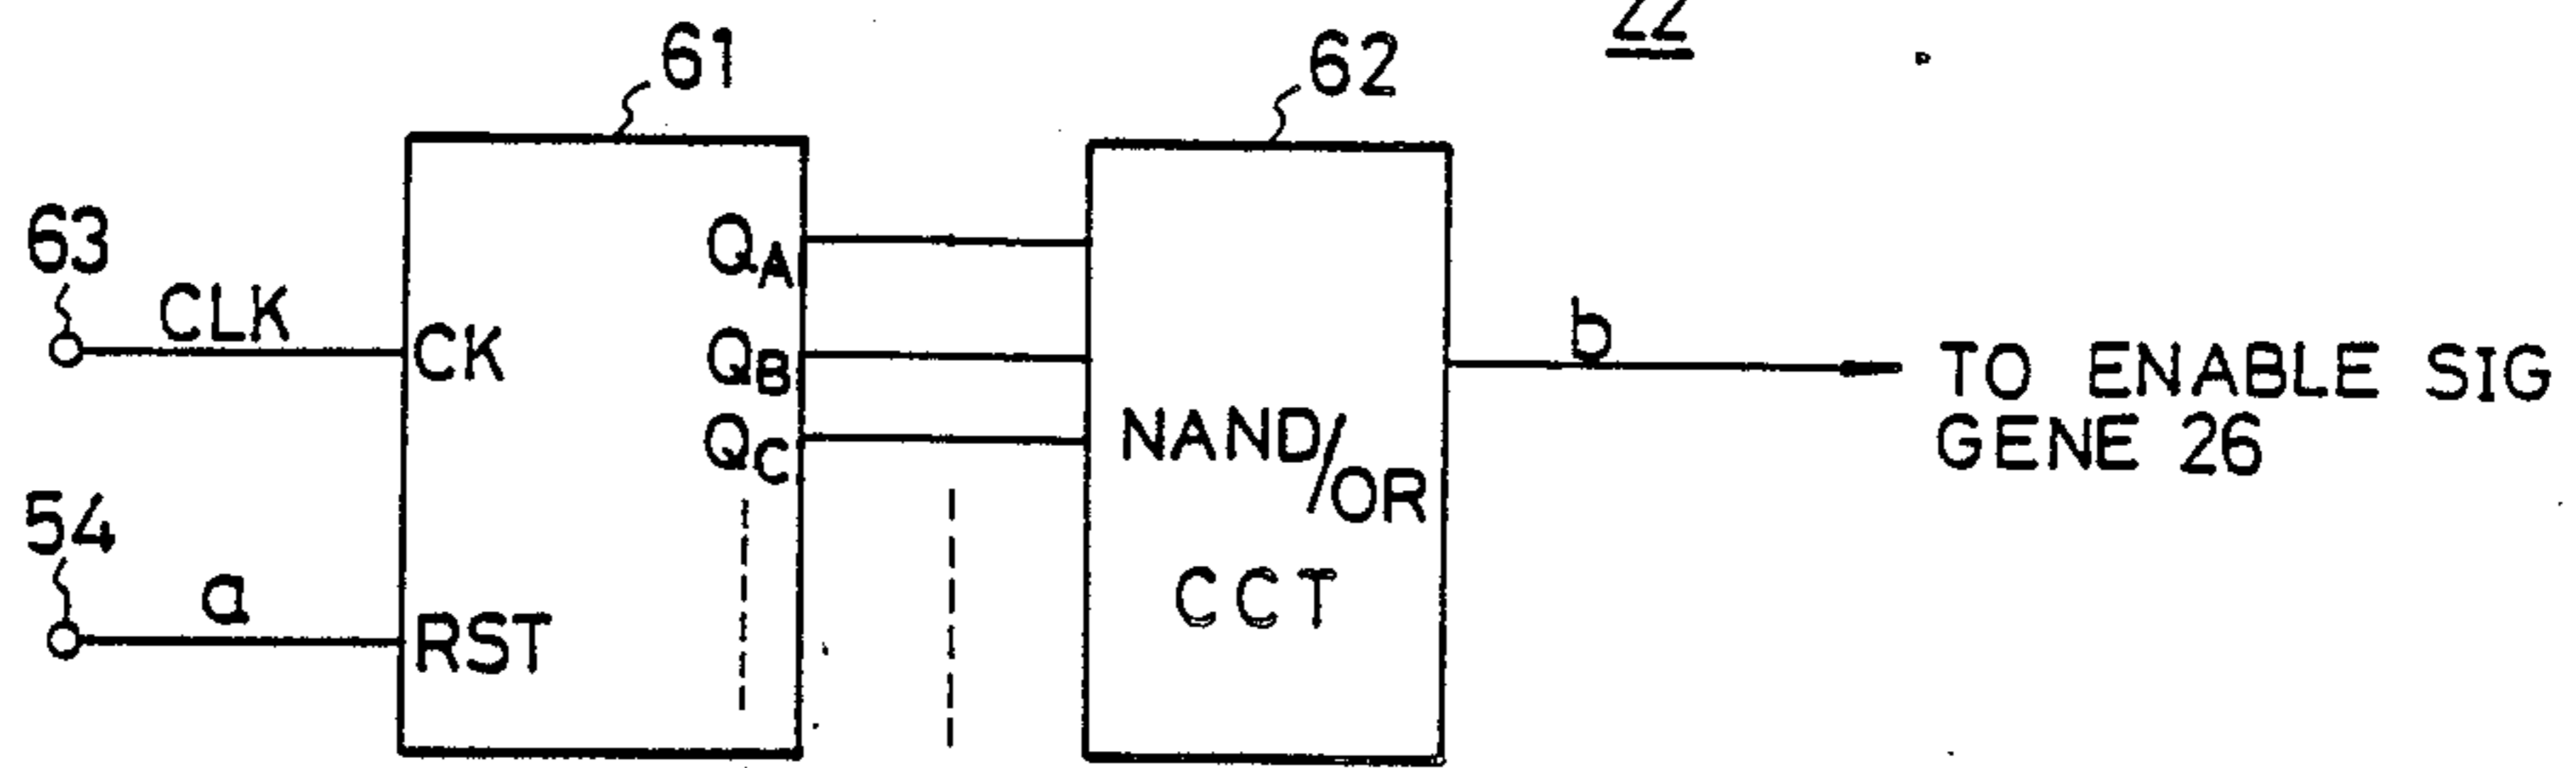 22
61
62
63
CLK
CK
QA
QB
QC
NAND/OR
CCT
b
TO ENABLE SIG
GENE 26
54
a
RST